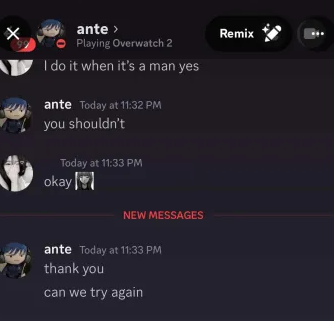 ante >
Playing Overwatch 2
Remix
99
I do it when it's a man yes
ante Today at 11:32 PM
you shouldn't
Today at 11:33 PM
okay
NEW MESSAGES
ante Today at 11:33 PM
thank you
can we try again